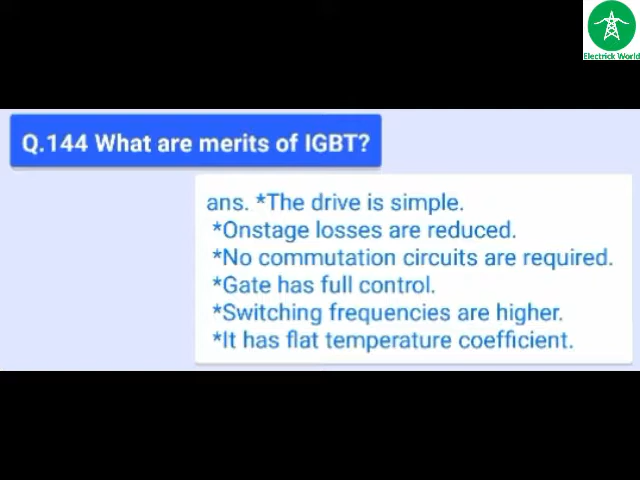 Electrick World
Q.144 What are merits of IGBT?
ans. *The drive is simple.
*Onstage losses are reduced.
*No commutation circuits are required.
*Gate has full control.
*Switching frequencies are higher.
*It has flat temperature coefficient.